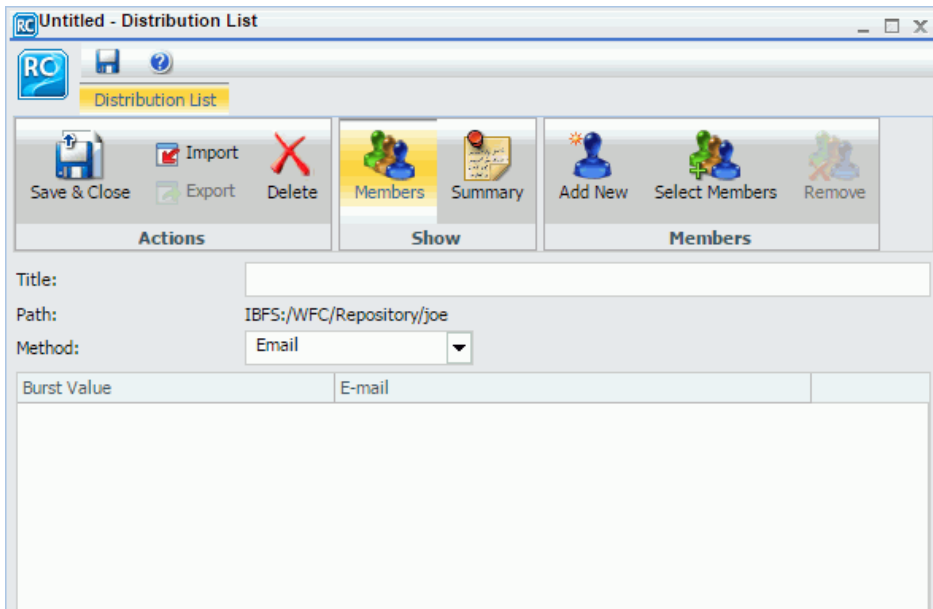 RC Untitled - Distribution List
RC
Distribution List
Save & Close Import Export Delete Members Summary Add New Select Members Remove
Actions Show Members
Title:
Path: IBFS:/WFC/Repository/joe
Method: Email
Burst Value E-mail